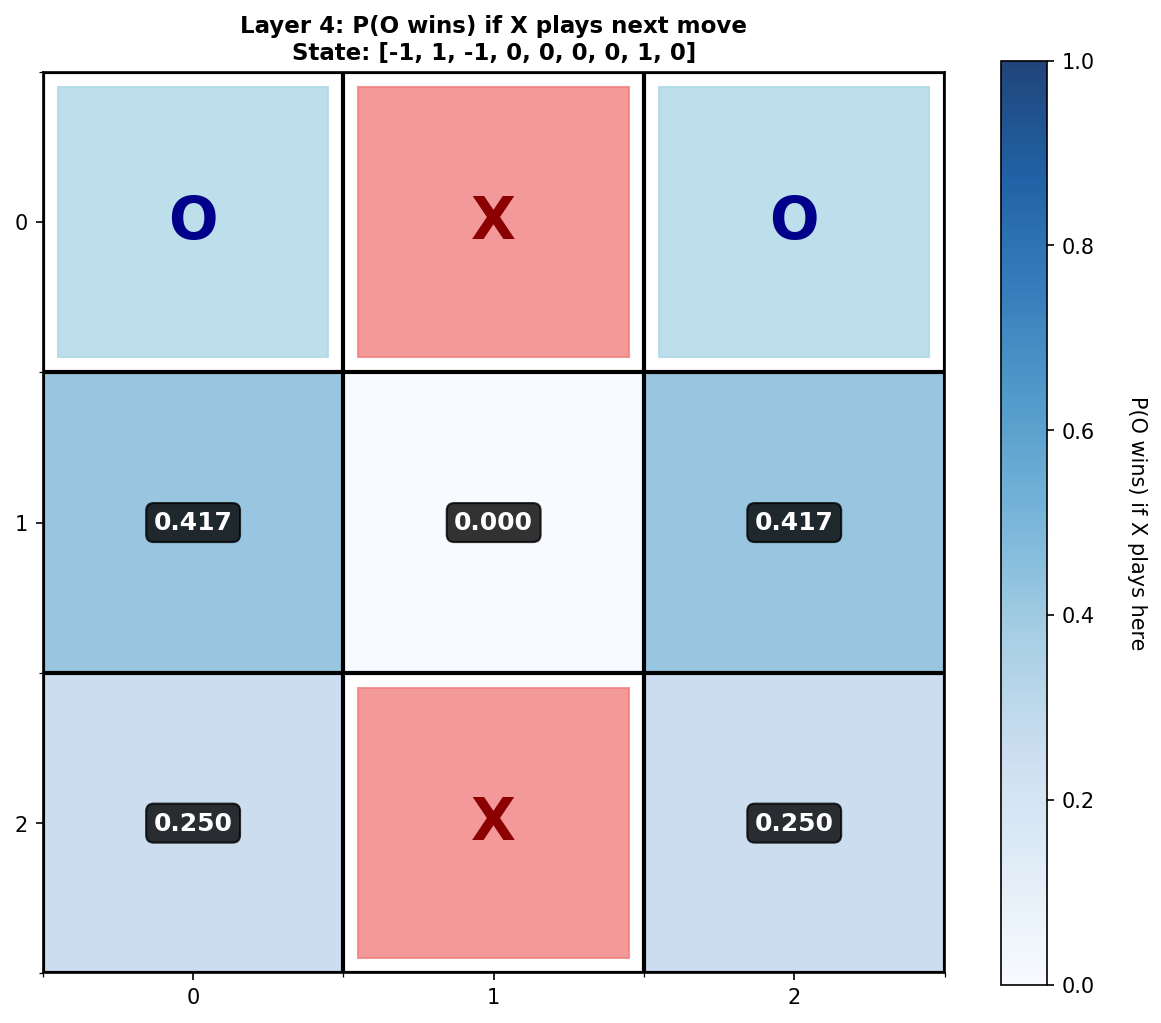 Layer 4: P(O wins) if X plays next move
State: [-1, 1, -1, 0, 0, 0, 0, 1, 0]
O X O
0
0.417 0.000 0.417
1
0.250 X 0.250
2
0 1 2
1.0
0.8
0.6
0.4
0.2
0.0
P(O wins) if X plays here